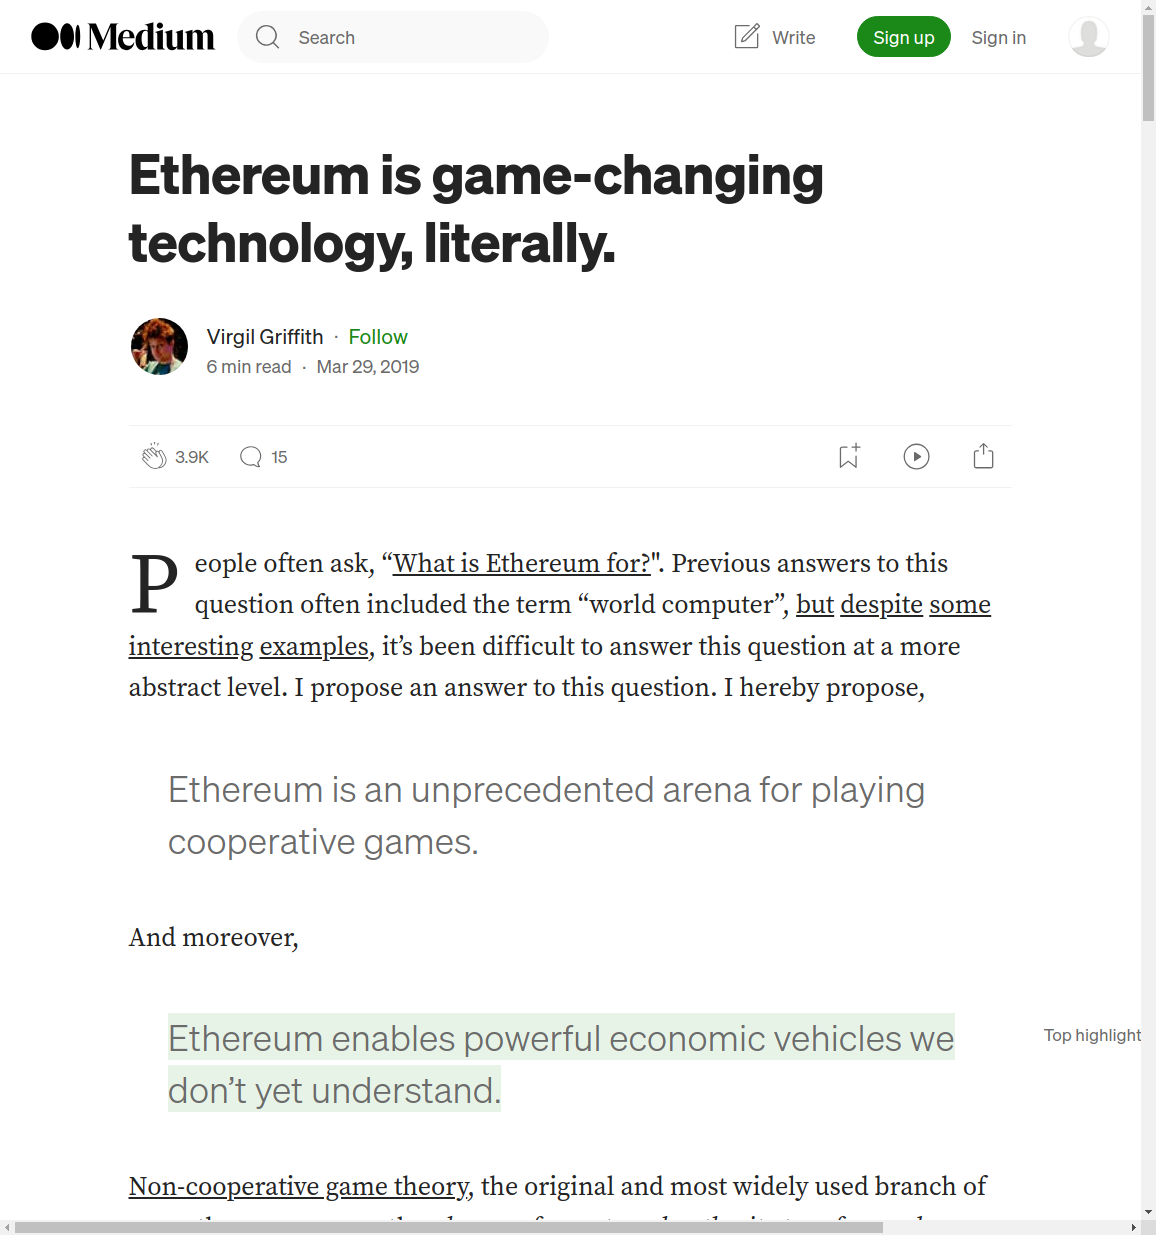 Medium
Search
Write
Sign up
Sign in
Ethereum is game-changing
technology, literally.
Virgil Griffith · Follow
6 min read · Mar 29, 2019
3.9K
15
People often ask, “What is Ethereum for?". Previous answers to this
question often included the term “world computer”, but despite some
interesting examples, it’s been difficult to answer this question at a more
abstract level. I propose an answer to this question. I hereby propose,
Ethereum is an unprecedented arena for playing
cooperative games.
And moreover,
Ethereum enables powerful economic vehicles we
don’t yet understand.
Top highlight
Non-cooperative game theory, the original and most widely used branch of